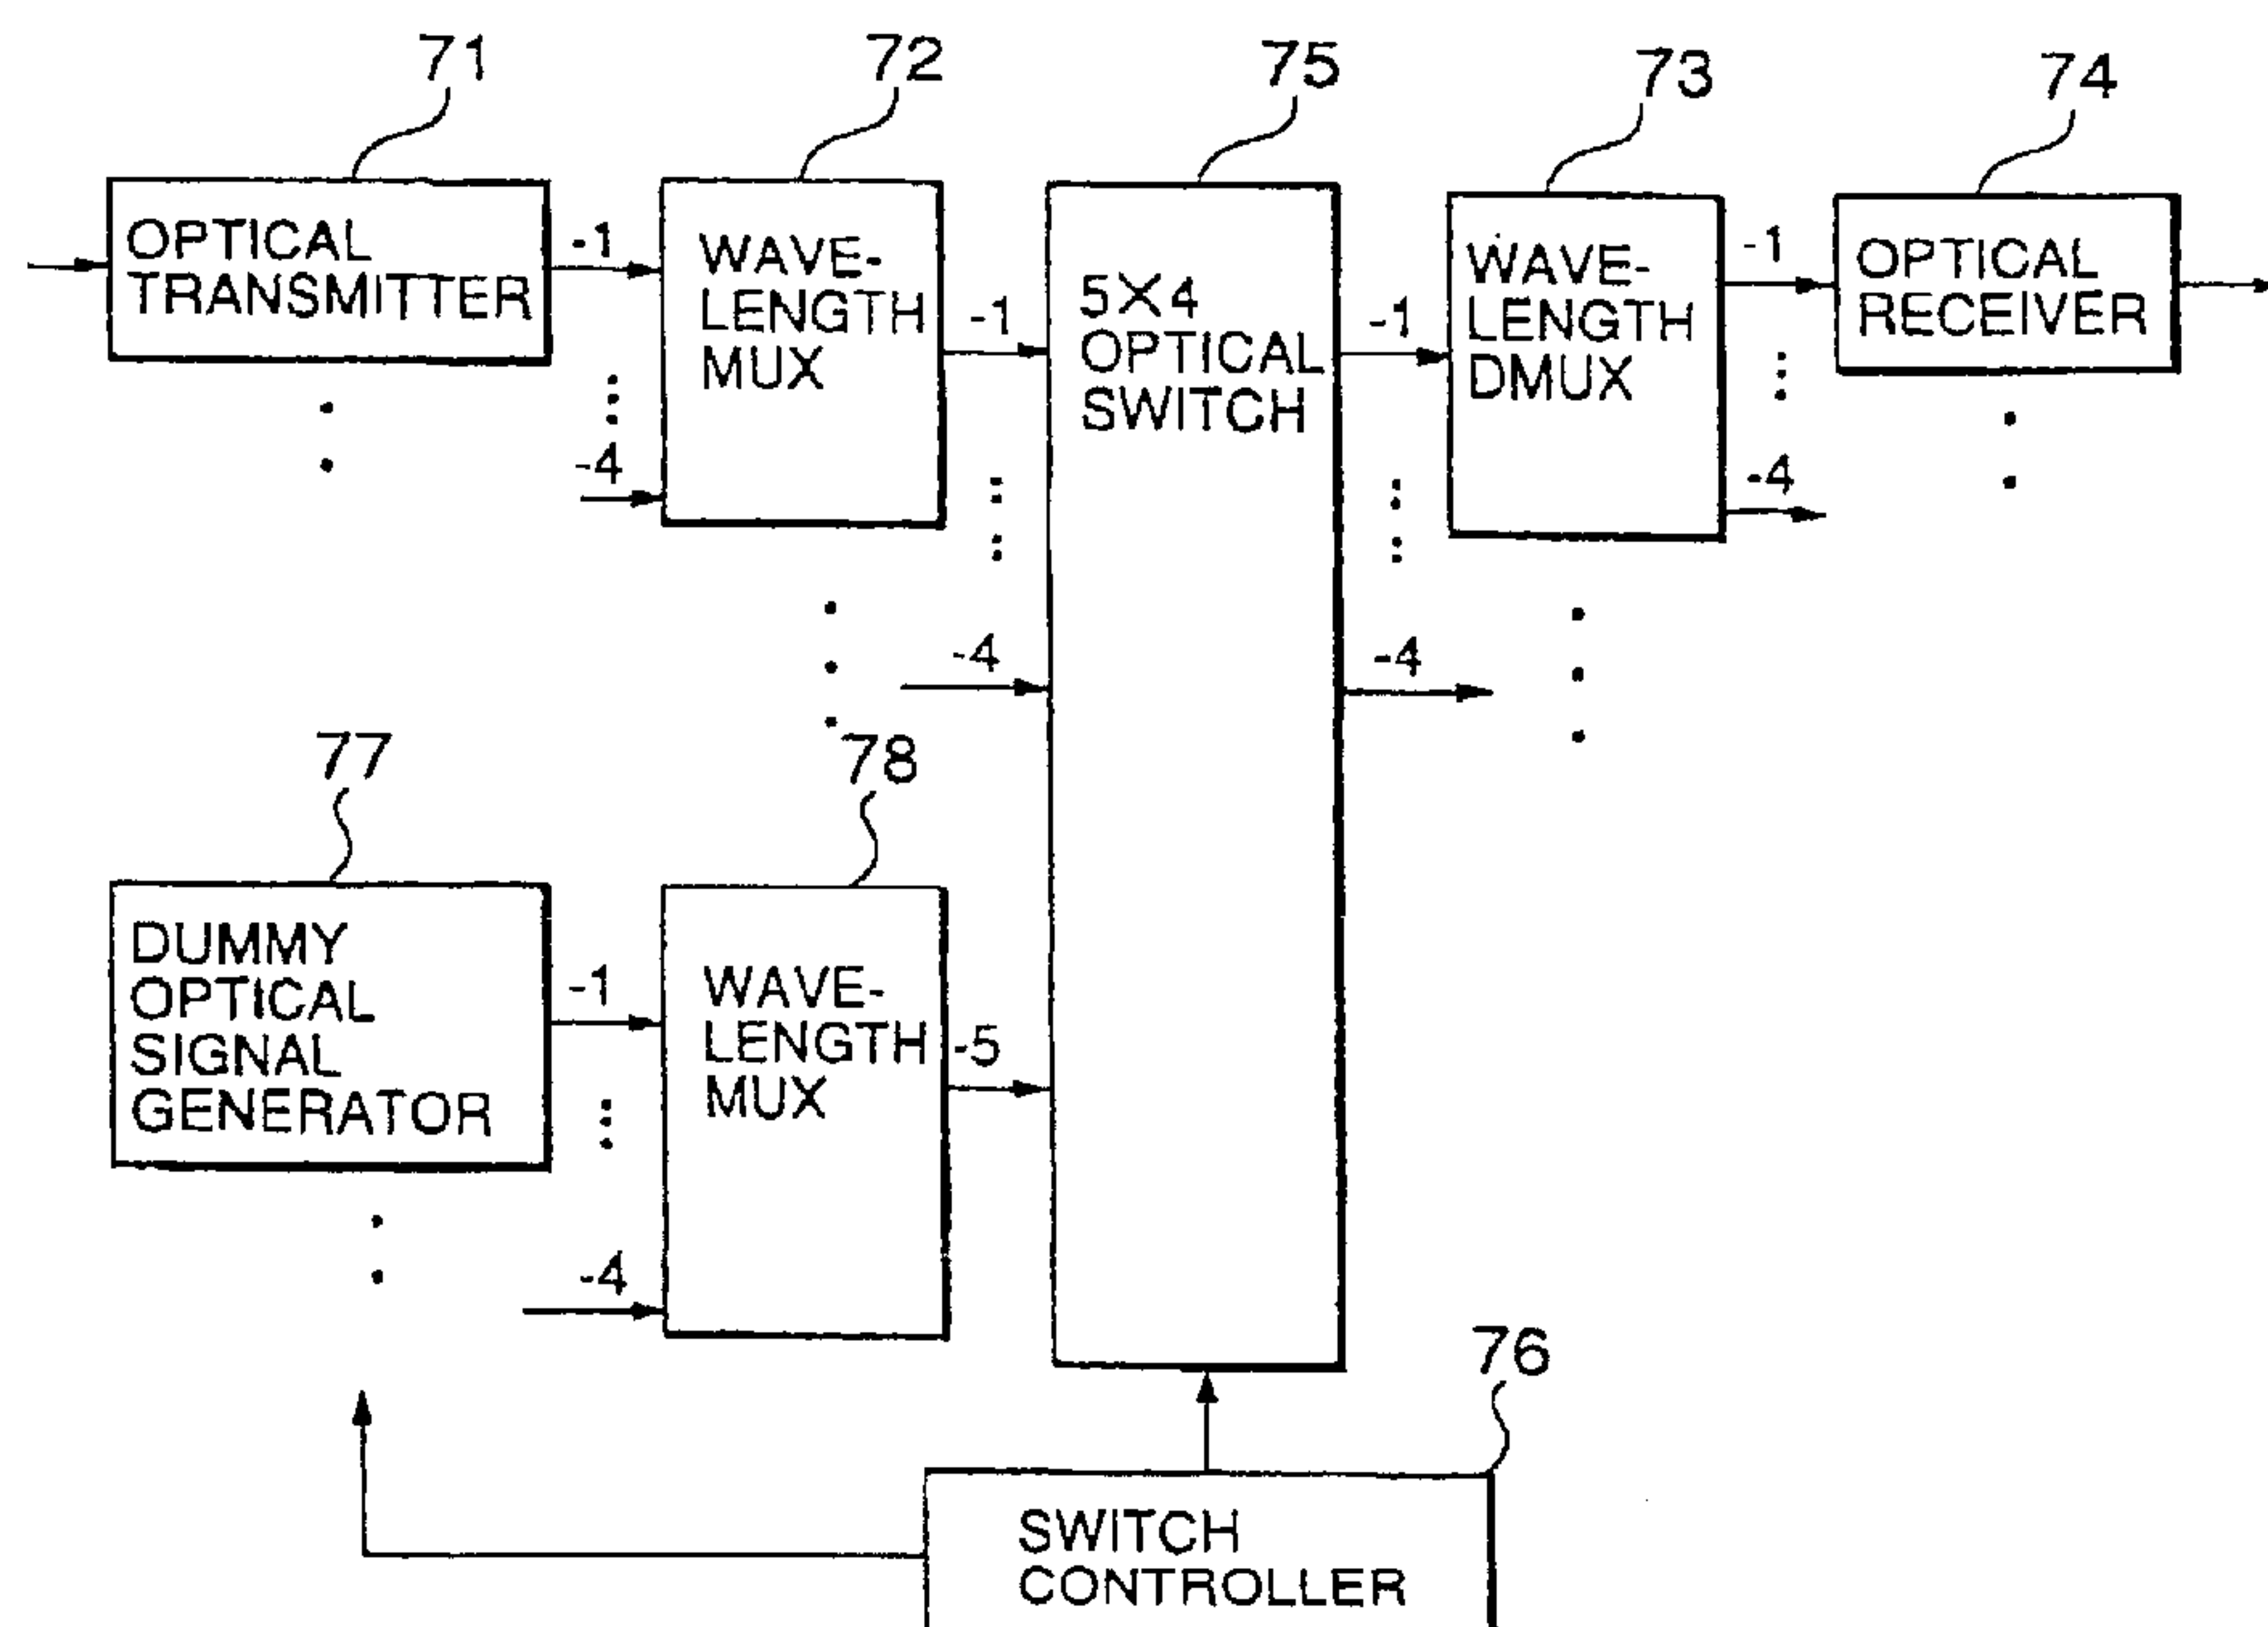 71
72
75
73
74
OPTICAL
TRANSMITTER
-1
-4
WAVE-
LENGTH
MUX
-1
-4
5X4
OPTICAL
SWITCH
-1
-4
WAVE-
LENGTH
DMUX
-1
-4
OPTICAL
RECEIVER
77
78
DUMMY
OPTICAL
SIGNAL
GENERATOR
-1
-4
WAVE-
LENGTH
MUX
-5
76
SWITCH
CONTROLLER